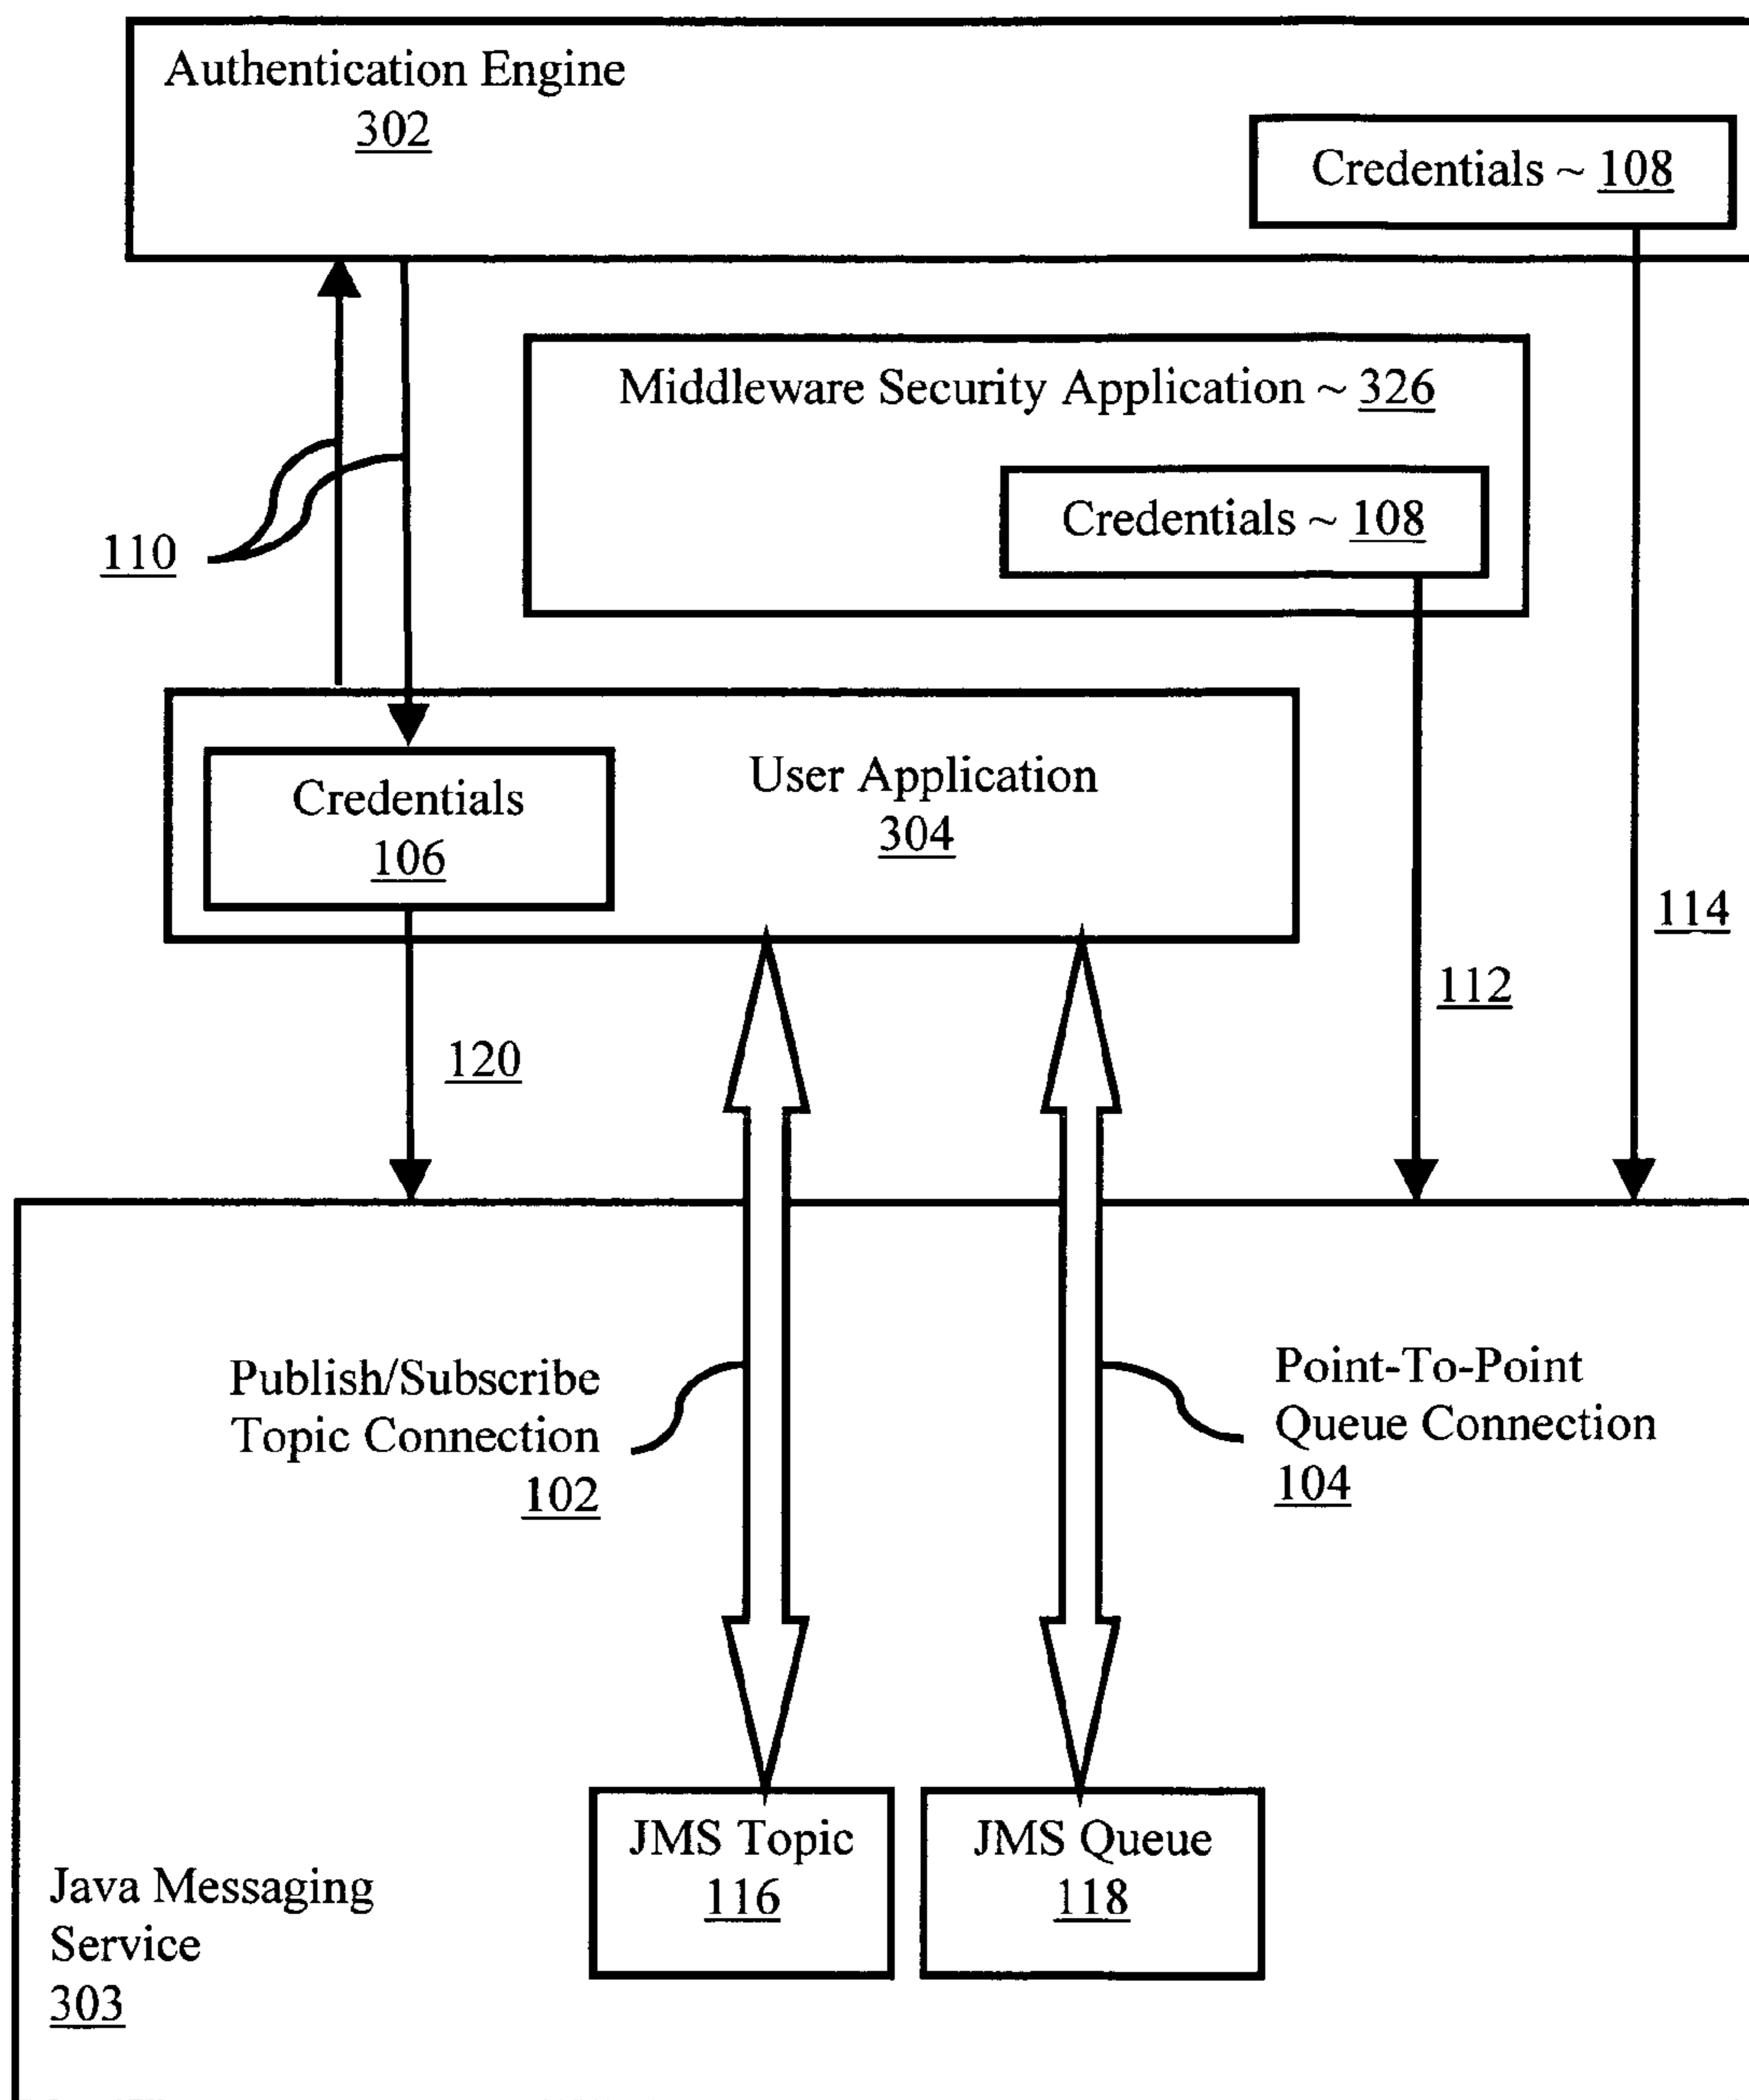 Authentication Engine
302
Credentials ~ 108
Middleware Security Application ~ 326
Credentials ~ 108
110
User Application
304
Credentials
106
114
112
120
Publish/Subscribe
Topic Connection
102
Point-To-Point
Queue Connection
104
JMS Topic
116
JMS Queue
118
Java Messaging
Service
303